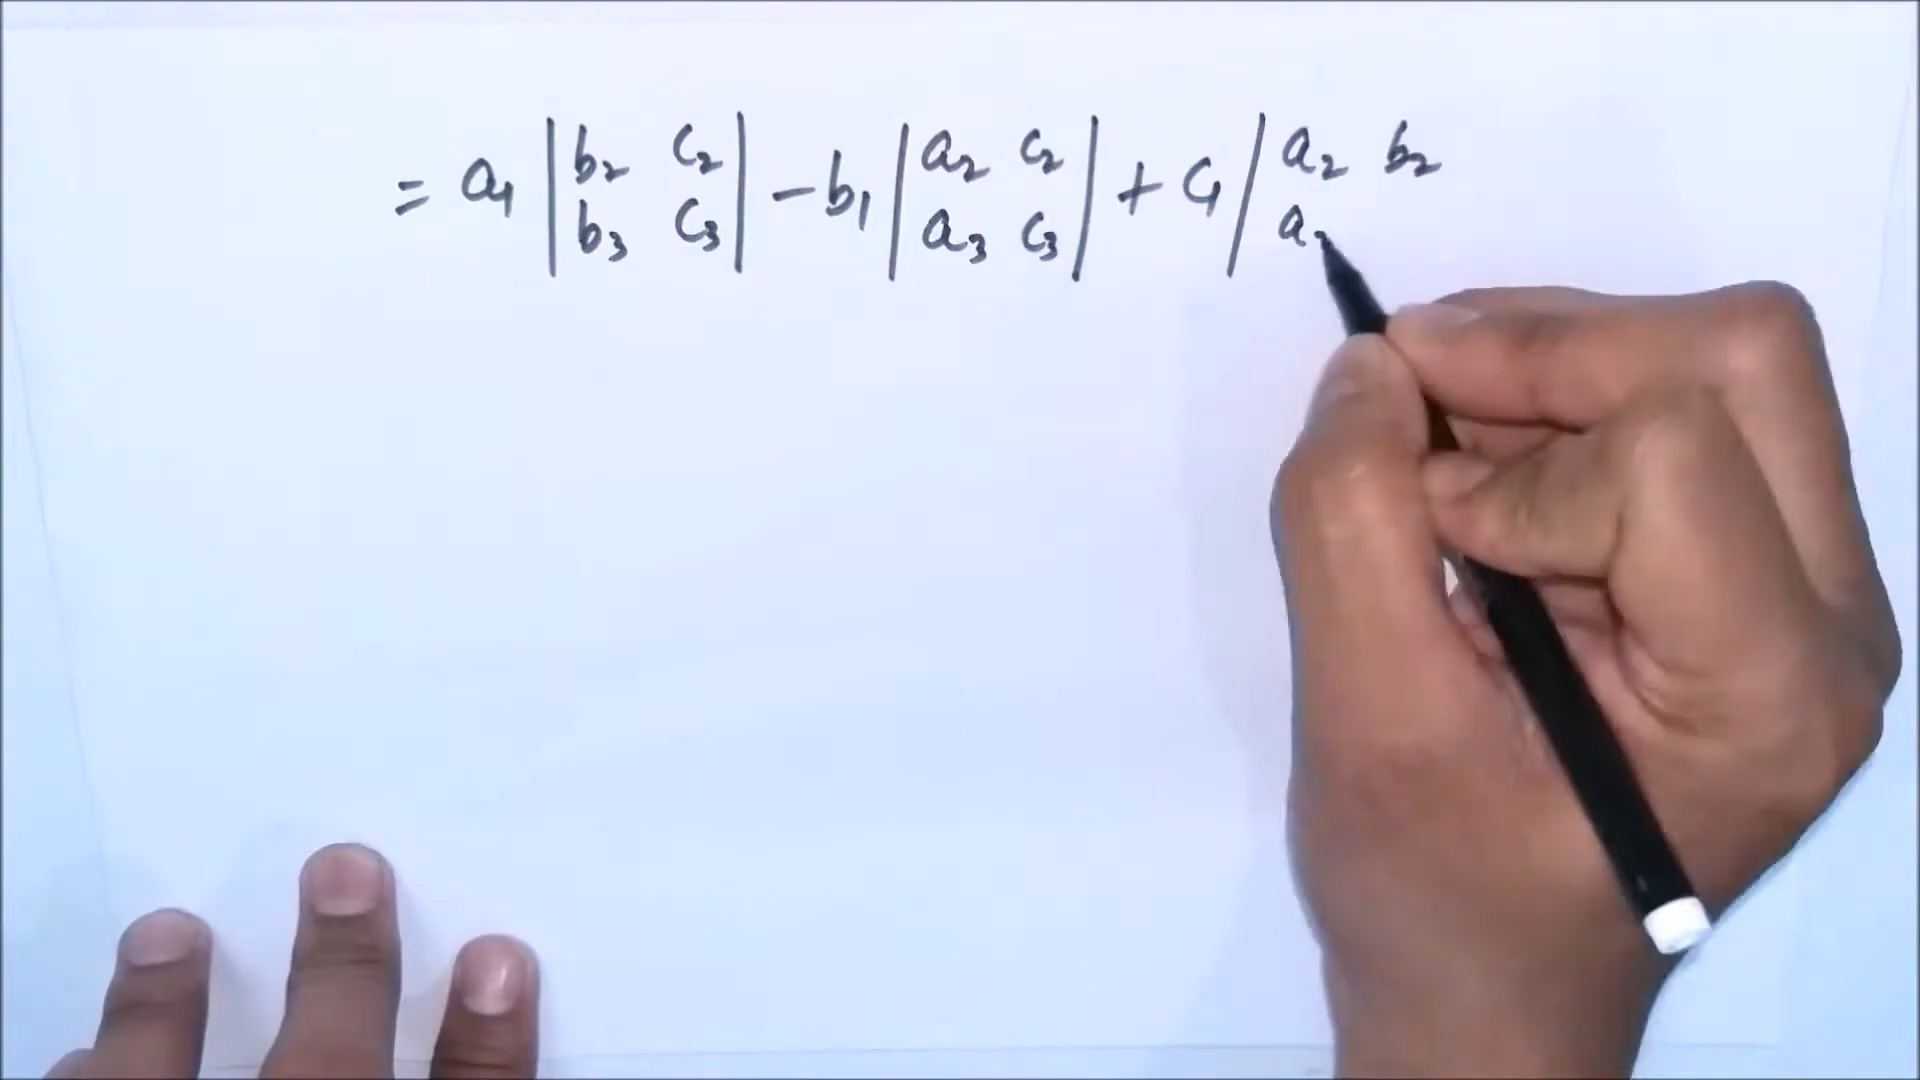 = a₁ |b₂ c₂| - b₁ |a₂ c₂| + c₁ |a₂ b₂
|b₃ c₃| |a₃ c₃| |a